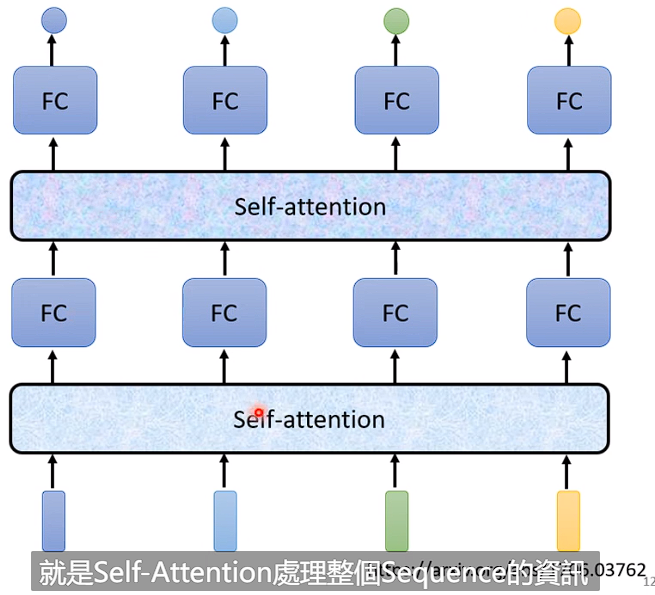 FC FC FC FC
Self-attention
FC FC FC FC
Self-attention
就是Self-Attention處理整個Sequence的資訊
.03762
12